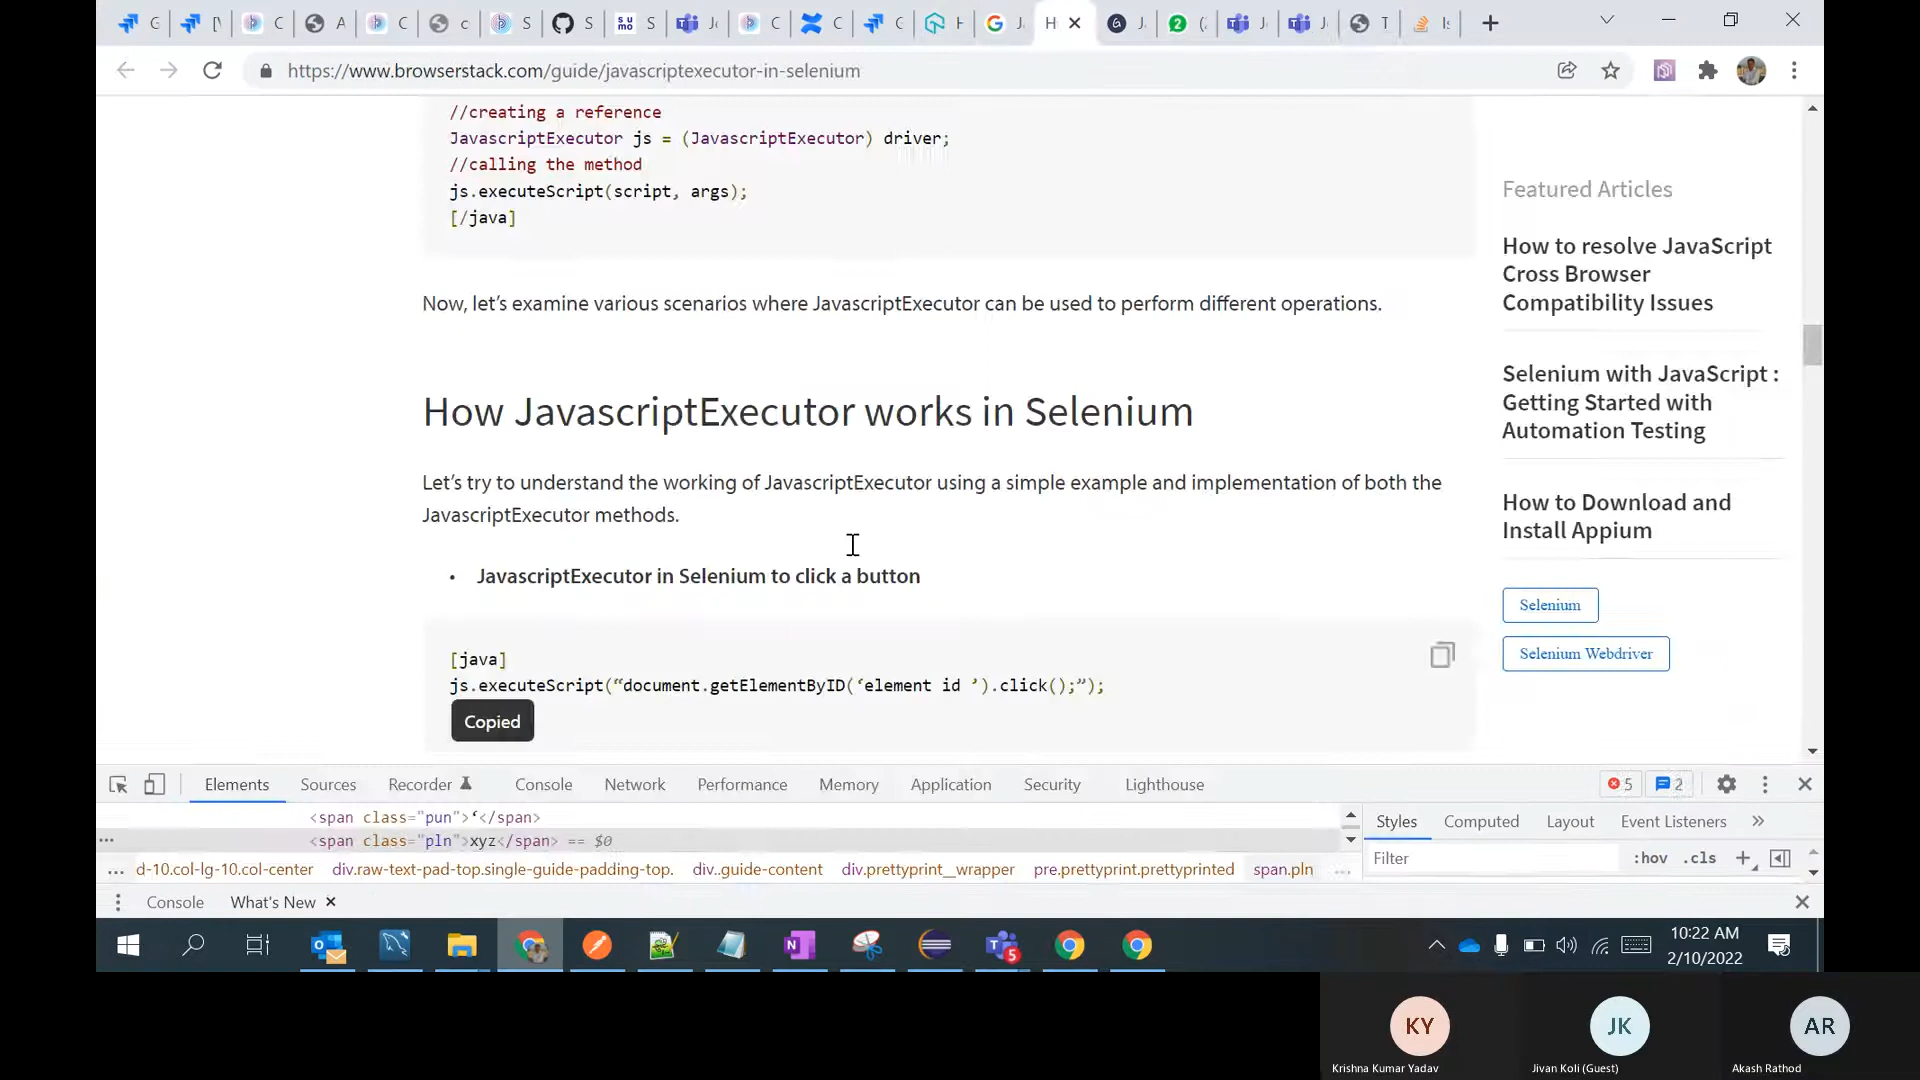 https://www.browserstack.com/guide/javascriptexecutor-in-selenium
//creating a reference
JavascriptExecutor js = (JavascriptExecutor) driver;
//calling the method
js.executeScript(script, args);
[/java]
Now, let's examine various scenarios where JavascriptExecutor can be used to perform different operations.
How JavascriptExecutor works in Selenium
Let's try to understand the working of JavascriptExecutor using a simple example and implementation of both the
JavascriptExecutor methods.
• JavascriptExecutor in Selenium to click a button
[java]
js.executeScript(“document.getElementByID(‘element id ’).click();”);
Copied
Featured Articles
How to resolve JavaScript
Cross Browser
Compatibility Issues
Selenium with JavaScript :
Getting Started with
Automation Testing
How to Download and
Install Appium
Selenium
Selenium Webdriver
Elements Sources Recorder Console Network Performance Memory Application Security Lighthouse 5 2
<span class="pun">‘</span>
... <span class="pln">xyz</span> == $0
... d-10.col-lg-10.col-center div.raw-text-pad-top.single-guide-padding-top. div..guide-content div.prettyprint__wrapper pre.prettyprint.prettyprinted span.pln ...
Styles Computed Layout Event Listeners »
Filter :hov .cls +
Console What's New
10:22 AM
2/10/2022
KY JK AR
Krishna Kumar Yadav Jivan Koli (Guest) Akash Rathod